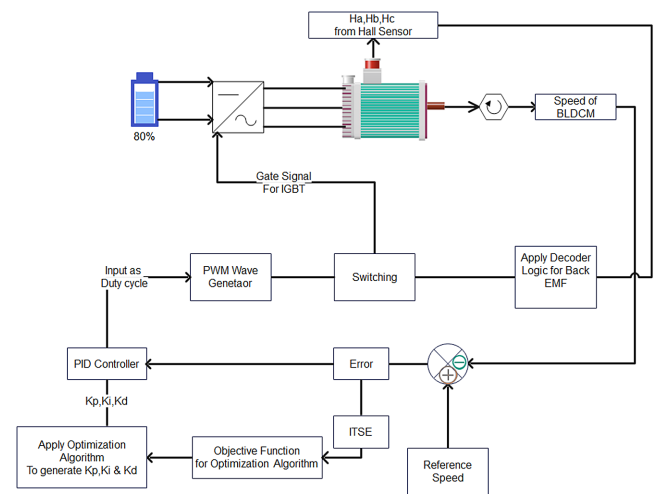 Ha,Hb,Hc
from Hall Sensor
80%
Speed of
BLDCM
Gate Signal
For IGBT
Input as
Duty cycle
PWM Wave
Genetaor
Switching
Apply Decoder
Logic for Back
EMF
PID Controller
Error
Kp,Ki,Kd
ITSE
Apply Optimization
Algorithm
To generate Kp,Ki & Kd
Objective Function
for Optimization Algorithm
Reference
Speed